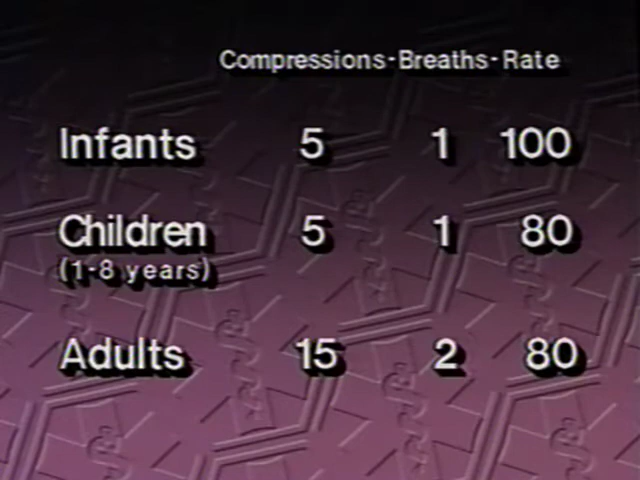 Compressions-Breaths-Rate
Infants 5 1 100
Children 5 1 80
(1-8 years)
Adults 15 2 80